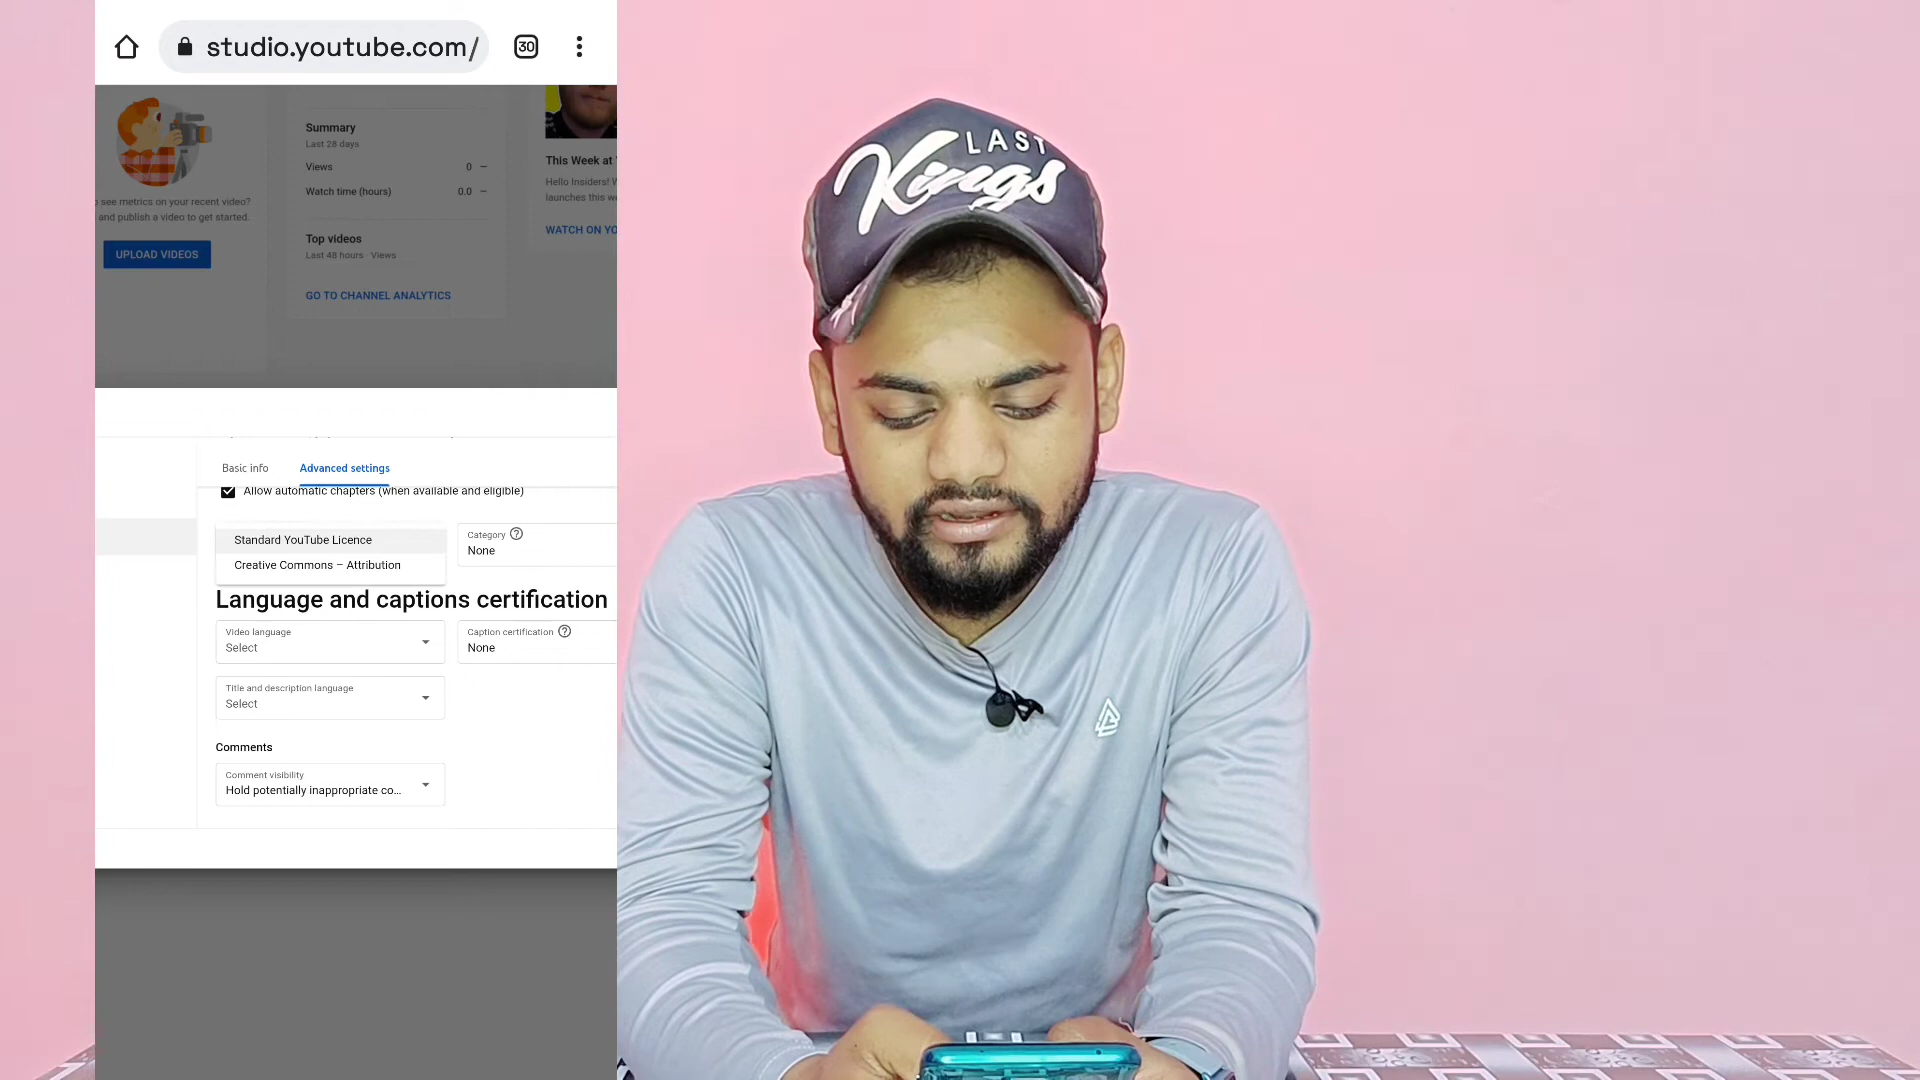 studio.youtube.com/
30
see metrics on your recent video?
and publish a video to get started.
UPLOAD VIDEOS
Summary
Last 28 days
Views 0 —
Watch time (hours) 0.0 —
Top videos
Last 48 hours · Views
GO TO CHANNEL ANALYTICS
This Week at
Hello Insiders!
launches this we
WATCH ON YO
Basic info Advanced settings
Allow automatic chapters (when available and eligible)
Standard YouTube Licence
Creative Commons – Attribution
Category
None
Language and captions certification
Video language
Select
Caption certification
None
Title and description language
Select
Comments
Comment visibility
Hold potentially inappropriate co...
LAST
Kings